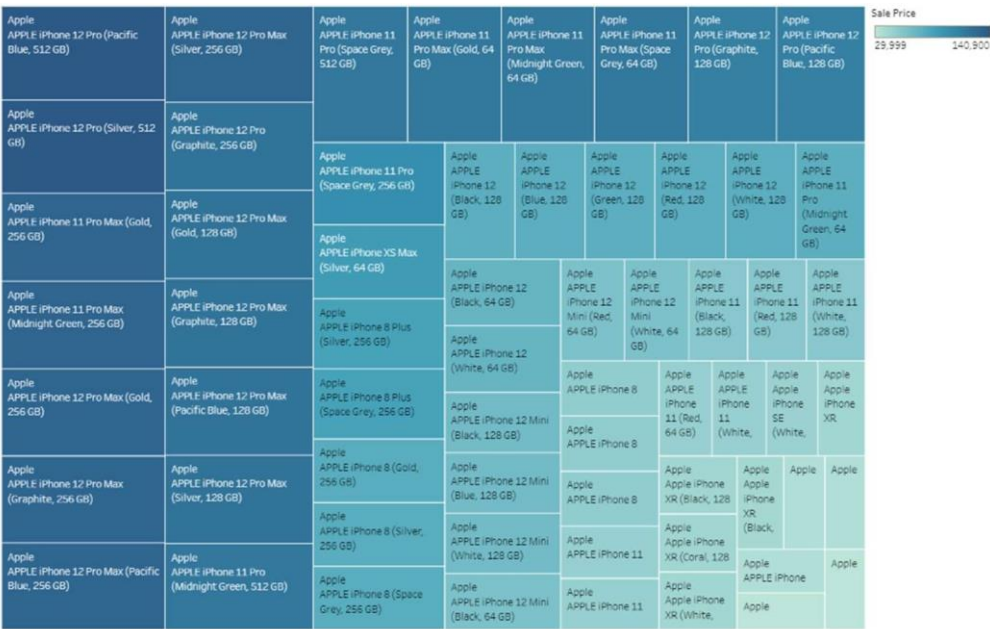 Apple
APPLE iPhone 12 Pro (Pacific
Blue, 512 GB)
Apple
APPLE iPhone 12 Pro (Silver, 512
GB)
Apple
APPLE iPhone 11 Pro Max (Gold,
256 GB)
Apple
APPLE iPhone 11 Pro Max
(Midnight Green, 256 GB)
Apple
APPLE iPhone 12 Pro Max (Gold,
256 GB)
Apple
APPLE iPhone 12 Pro Max
(Graphite, 256 GB)
Apple
APPLE iPhone 12 Pro Max (Pacific
Blue, 256 GB)
Apple
APPLE iPhone 12 Pro Max
(Silver, 256 GB)
Apple
APPLE iPhone 12 Pro
(Graphite, 256 GB)
Apple
APPLE iPhone 12 Pro Max
(Gold, 128 GB)
Apple
APPLE iPhone 12 Pro Max
(Graphite, 128 GB)
Apple
APPLE iPhone 12 Pro Max
(Pacific Blue, 128 GB)
Apple
APPLE iPhone 12 Pro Max
(Silver, 128 GB)
Apple
APPLE iPhone 11 Pro
(Midnight Green, 512 GB)
Apple
APPLE iPhone 11
Pro (Space Grey,
512 GB)
Apple
APPLE iPhone 11
Pro Max (Gold, 64
GB)
Apple
APPLE iPhone 11
Pro Max
(Midnight Green,
64 GB)
Apple
APPLE iPhone 11
Pro Max (Space
Grey, 64 GB)
Apple
APPLE iPhone 12
Pro (Graphite,
128 GB)
Apple
APPLE iPhone 12
Pro (Pacific
Blue, 128 GB)
Apple
APPLE iPhone 11 Pro
(Space Grey, 256 GB)
Apple
APPLE iPhone XS Max
(Silver, 64 GB)
Apple
APPLE iPhone 8 Plus
(Silver, 256 GB)
Apple
APPLE iPhone 8 Plus
(Space Grey, 256 GB)
Apple
APPLE iPhone 8 (Gold,
256 GB)
Apple
APPLE iPhone 8 (Silver,
256 GB)
Apple
APPLE iPhone 8 (Space
Grey, 256 GB)
Apple
APPLE
iPhone 12
(Black, 128
GB)
Apple
APPLE
iPhone 12
(Blue, 128
GB)
Apple
APPLE
iPhone 12
(Green, 128
GB)
Apple
APPLE
iPhone 12
(Red, 128
GB)
Apple
APPLE
iPhone 12
(White, 128
GB)
Apple
APPLE
iPhone 11
Pro
(Midnight
Green, 64
GB)
Apple
APPLE iPhone 12
(Black, 64 GB)
Apple
APPLE iPhone 12
(White, 64 GB)
Apple
APPLE iPhone 12 Mini
(Black, 128 GB)
Apple
APPLE iPhone 12 Mini
(Blue, 128 GB)
Apple
APPLE iPhone 12 Mini
(White, 128 GB)
Apple
APPLE iPhone 12 Mini
(Black, 64 GB)
Apple
APPLE
iPhone 12
Mini (Red,
64 GB)
Apple
APPLE
iPhone 12
Mini
(White, 64
GB)
Apple
APPLE
iPhone 11
(Black,
128 GB)
Apple
APPLE
iPhone 11
(Red, 128
GB)
Apple
APPLE
iPhone 11
(White,
128 GB)
Apple
APPLE iPhone 8
Apple
APPLE iPhone 8
Apple
APPLE iPhone 8
Apple
APPLE iPhone 11
Apple
APPLE iPhone 11
Apple
APPLE
iPhone
11 (Red,
64 GB)
Apple
APPLE
iPhone
11
(White,
Apple
Apple
iPhone
SE
(White,
Apple
Apple
iPhone
XR
Apple
Apple iPhone
XR (Black, 128
Apple
Apple iPhone
XR (Coral, 128
Apple
Apple iPhone
XR (White,
Apple
Apple
iPhone
XR
(Black,
Apple
Apple
Apple
APPLE iPhone
Apple
Apple
Sale Price
29,999
140,900